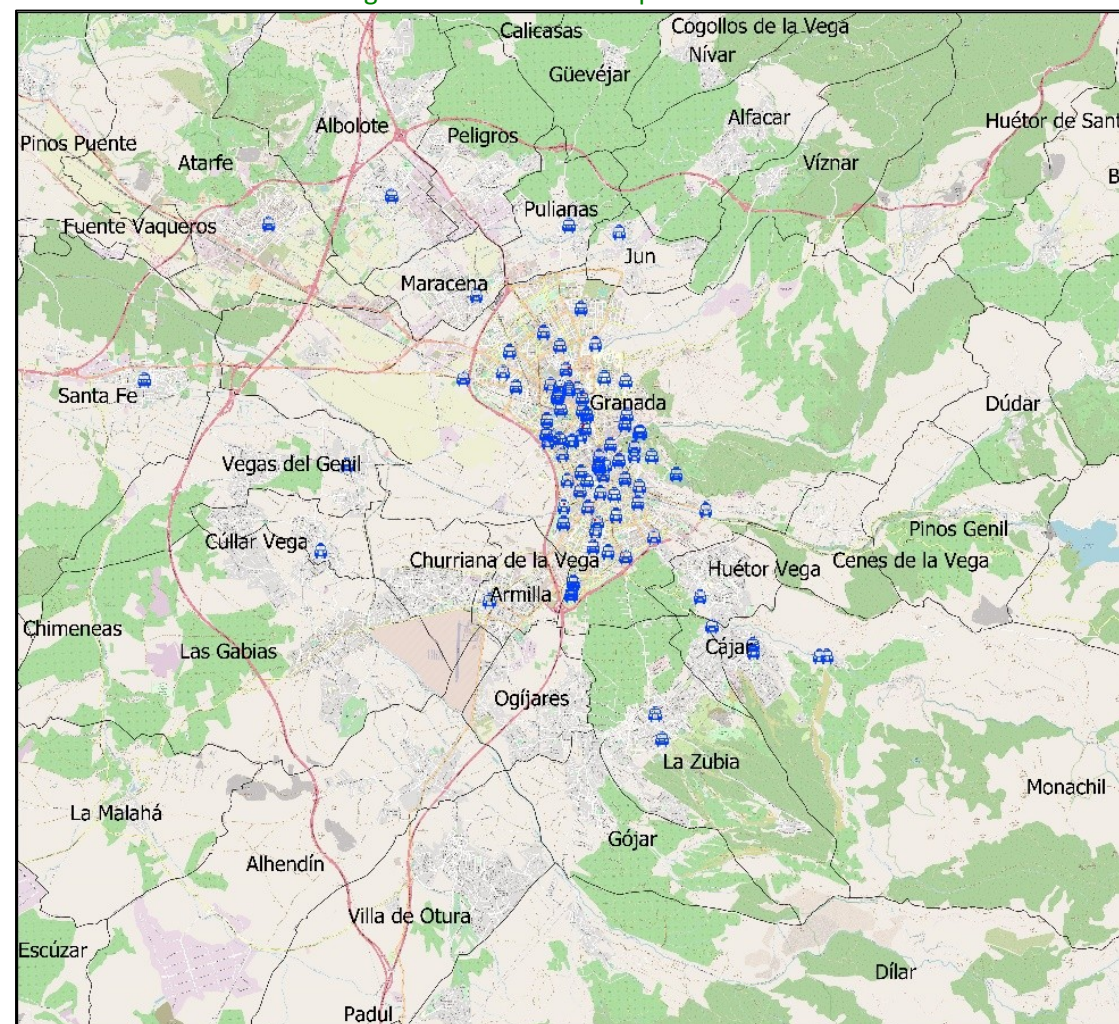 Calicasas
Cogollos de la Vega
Nívar
Güevéjar
Albolote
Peligros
Alfacar
Huétor de Sant
Pinos Puente
Atarfe
Víznar
B
Pulianas
Fuente Vaqueros
Jun
Maracena
Santa Fe
Granada
Dúdar
Vegas del Genil
Pinos Genil
Cúllar Vega
Churriana de la Vega
Huétor Vega
Cenes de la Vega
Armilla
Chimeneas
Las Gabias
Cájar
Ogíjares
La Zubia
Monachil
La Malahá
Gójar
Alhendín
Villa de Otura
Escúzar
Dílar
Padul